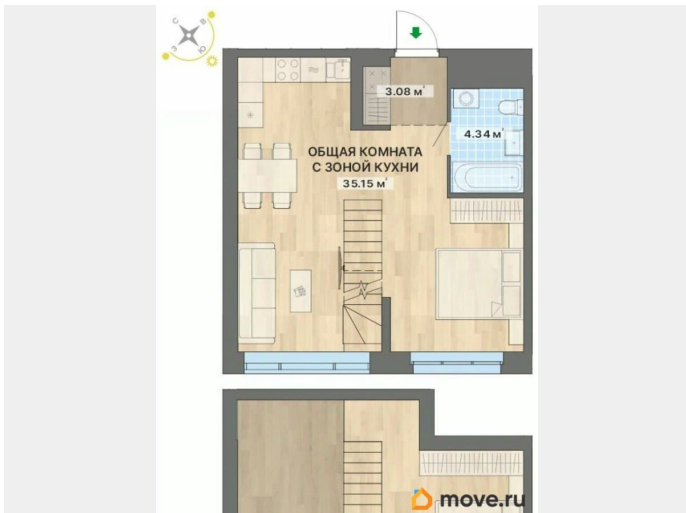 С
В
З
Ю
3.08 м²
4.34 м²
ОБЩАЯ КОМНАТА
С ЗОНОЙ КУХНИ
35.15 м²
move.ru